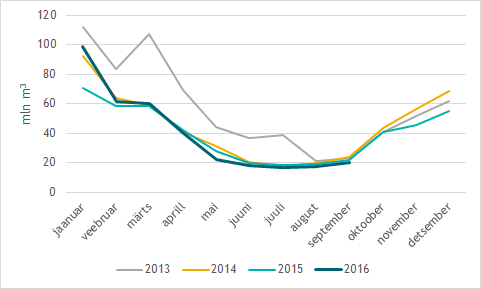 120
100
80
60
40
20
0
mln m³
jaanuar
veebruar
märts
aprill
mai
juuni
juuli
august
september
oktoober
november
detsember
2013 2014 2015 2016